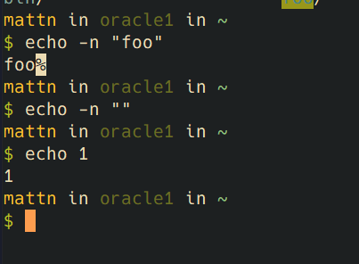 mattn in oracle1 in ~
$ echo -n "foo"
foo%
mattn in oracle1 in ~
$ echo -n ""
mattn in oracle1 in ~
$ echo 1
1
mattn in oracle1 in ~
$